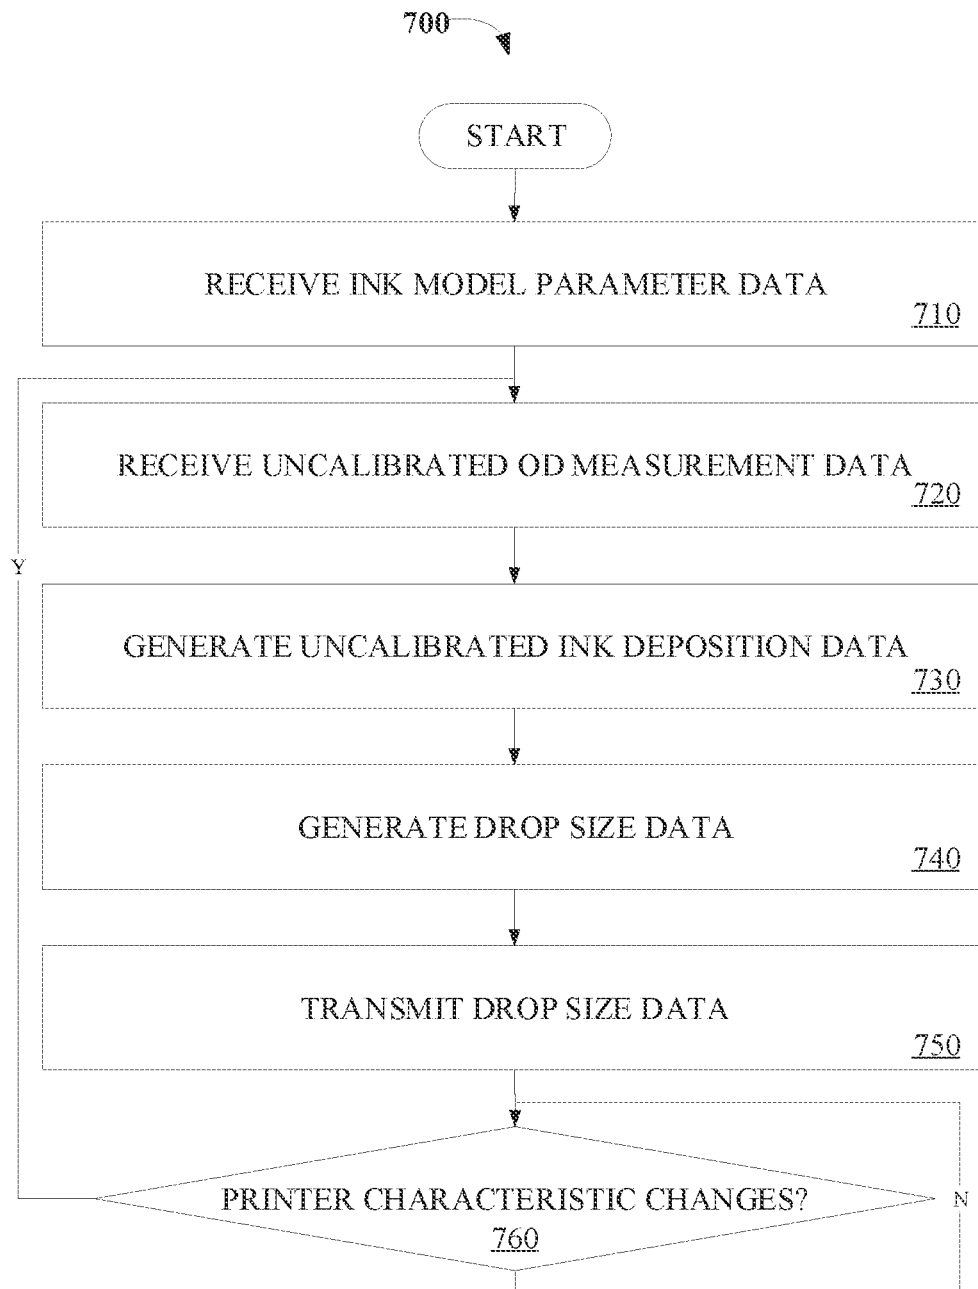 700
START
RECEIVE INK MODEL PARAMETER DATA
710
RECEIVE UNCALIBRATED OD MEASUREMENT DATA
720
Y
GENERATE UNCALIBRATED INK DEPOSITION DATA
730
GENERATE DROP SIZE DATA
740
TRANSMIT DROP SIZE DATA
750
PRINTER CHARACTERISTIC CHANGES?
N
760